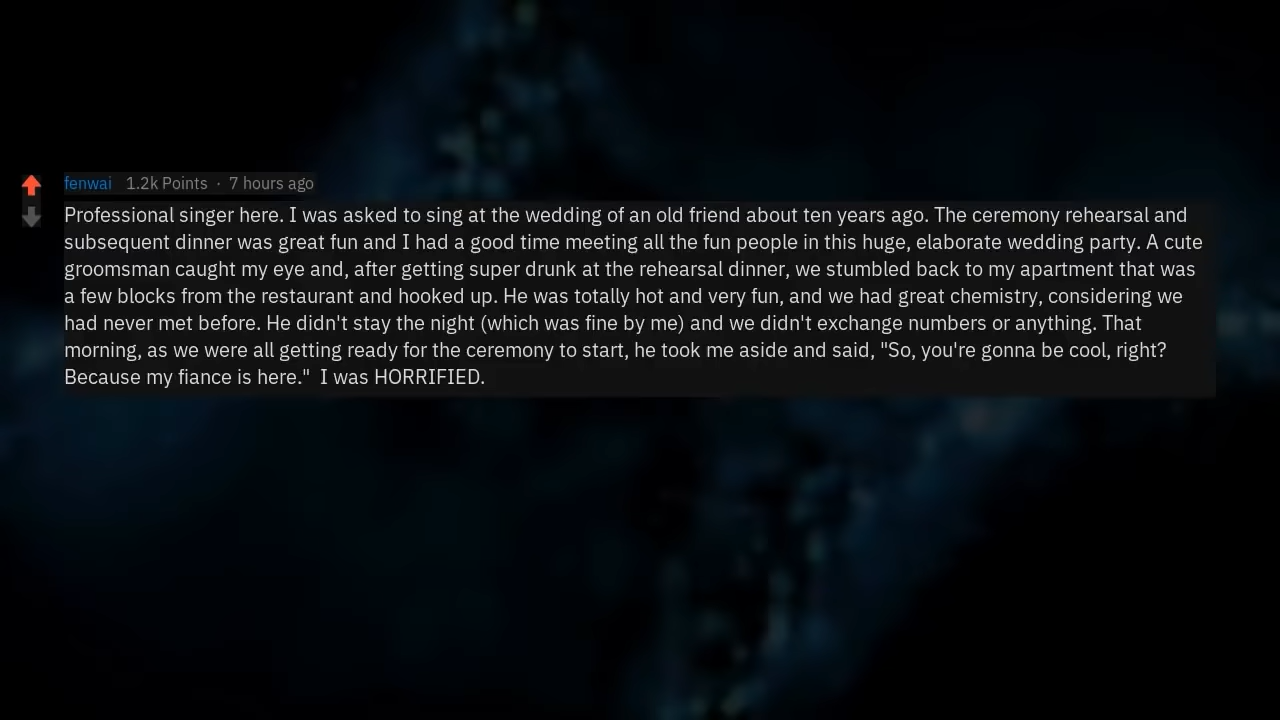 fenwai 1.2k Points · 7 hours ago
Professional singer here. I was asked to sing at the wedding of an old friend about ten years ago. The ceremony rehearsal and
subsequent dinner was great fun and I had a good time meeting all the fun people in this huge, elaborate wedding party. A cute
groomsman caught my eye and, after getting super drunk at the rehearsal dinner, we stumbled back to my apartment that was
a few blocks from the restaurant and hooked up. He was totally hot and very fun, and we had great chemistry, considering we
had never met before. He didn't stay the night (which was fine by me) and we didn't exchange numbers or anything. That
morning, as we were all getting ready for the ceremony to start, he took me aside and said, "So, you're gonna be cool, right?
Because my fiance is here."  I was HORRIFIED.